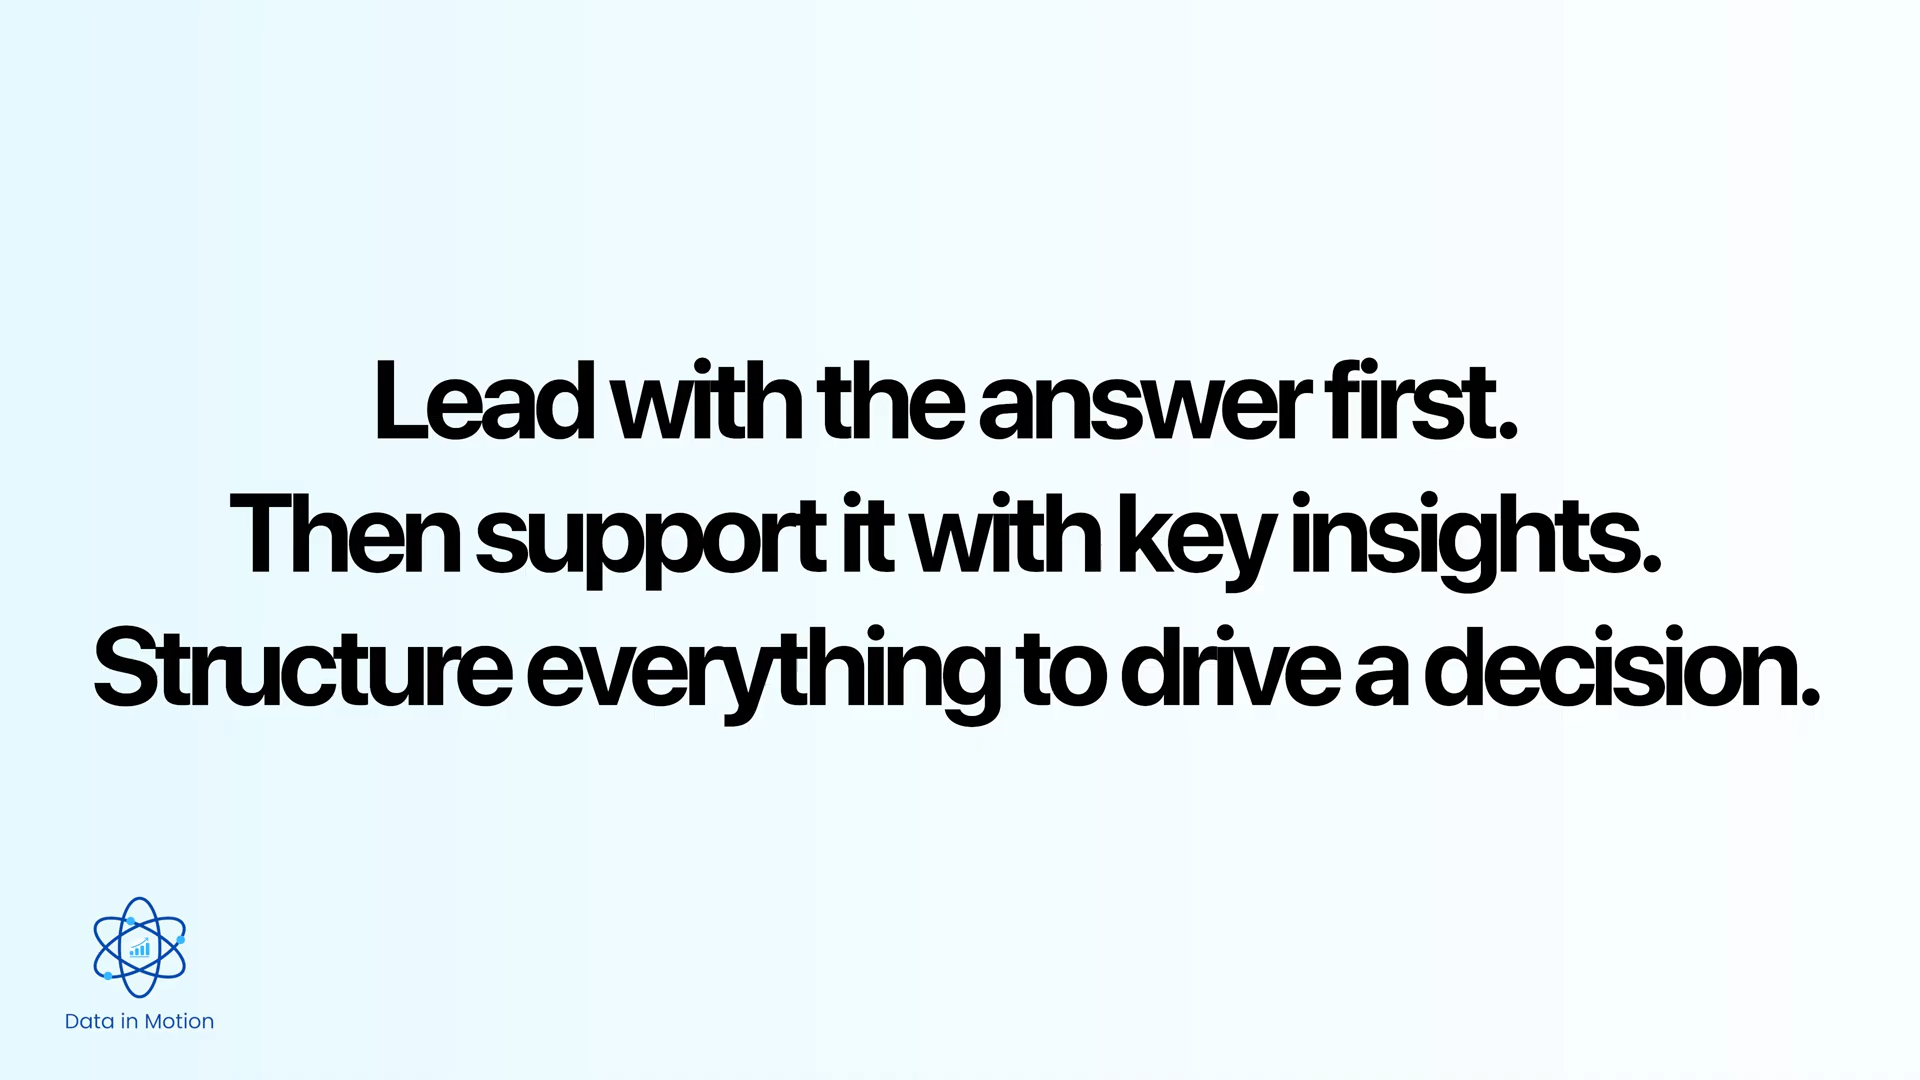 Lead with the answer first.
Then support it with key insights.
Structure everything to drive a decision.
Data in Motion